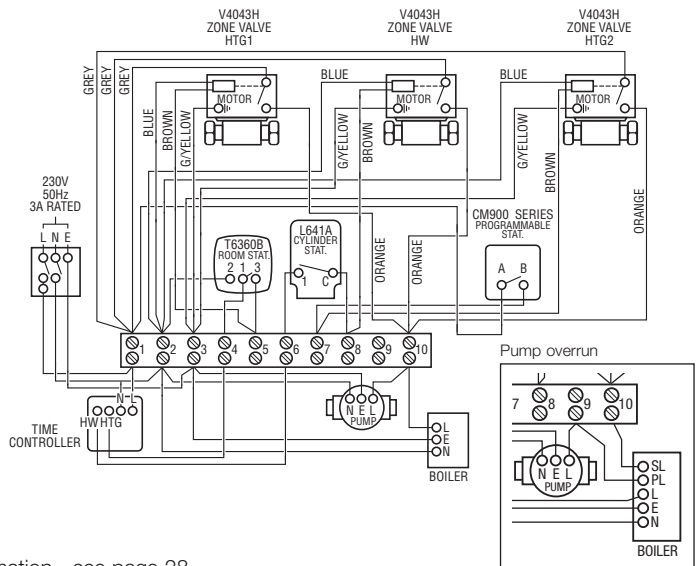 V4043H
ZONE VALVE
HTG1
V4043H
ZONE VALVE
HW
V4043H
ZONE VALVE
HTG2
GREY
GREY
GREY
BLUE
BROWN
G/YELLOW
MOTOR
BLUE
G/YELLOW
MOTOR
BROWN
BLUE
G/YELLOW
MOTOR
BROWN
ORANGE
230V
50Hz
3A RATED
L N E
T6360B
ROOM STAT.
2 1 3
L641A
CYLINDER
STAT.
1 C
ORANGE
ORANGE
CM900 SERIES
PROGRAMMABLE
STAT.
A B
1 2 3 4 5 6 7 8 9 10
N L
HW HTG
TIME
CONTROLLER
N E L
PUMP
L
E
N
BOILER
Pump overrun
7 8 9 10
N E L
PUMP
SL
PL
L
E
N
BOILER